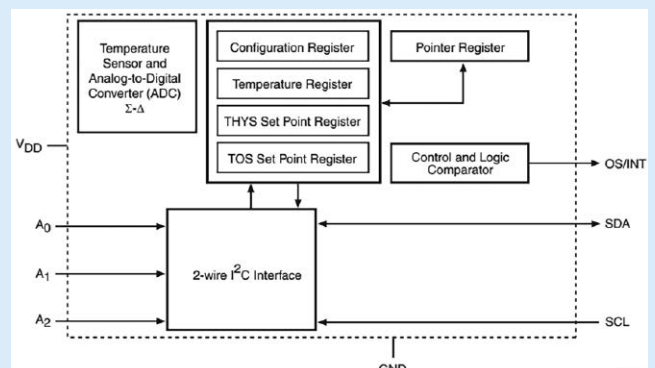 Temperature
Sensor and
Analog-to-Digital
Converter (ADC)
Σ-Δ
Configuration Register
Temperature Register
THYS Set Point Register
TOS Set Point Register
Pointer Register
Control and Logic
Comparator
VDD
OS/INT
A0
SDA
2-wire I2C Interface
A1
A2
SCL
GND